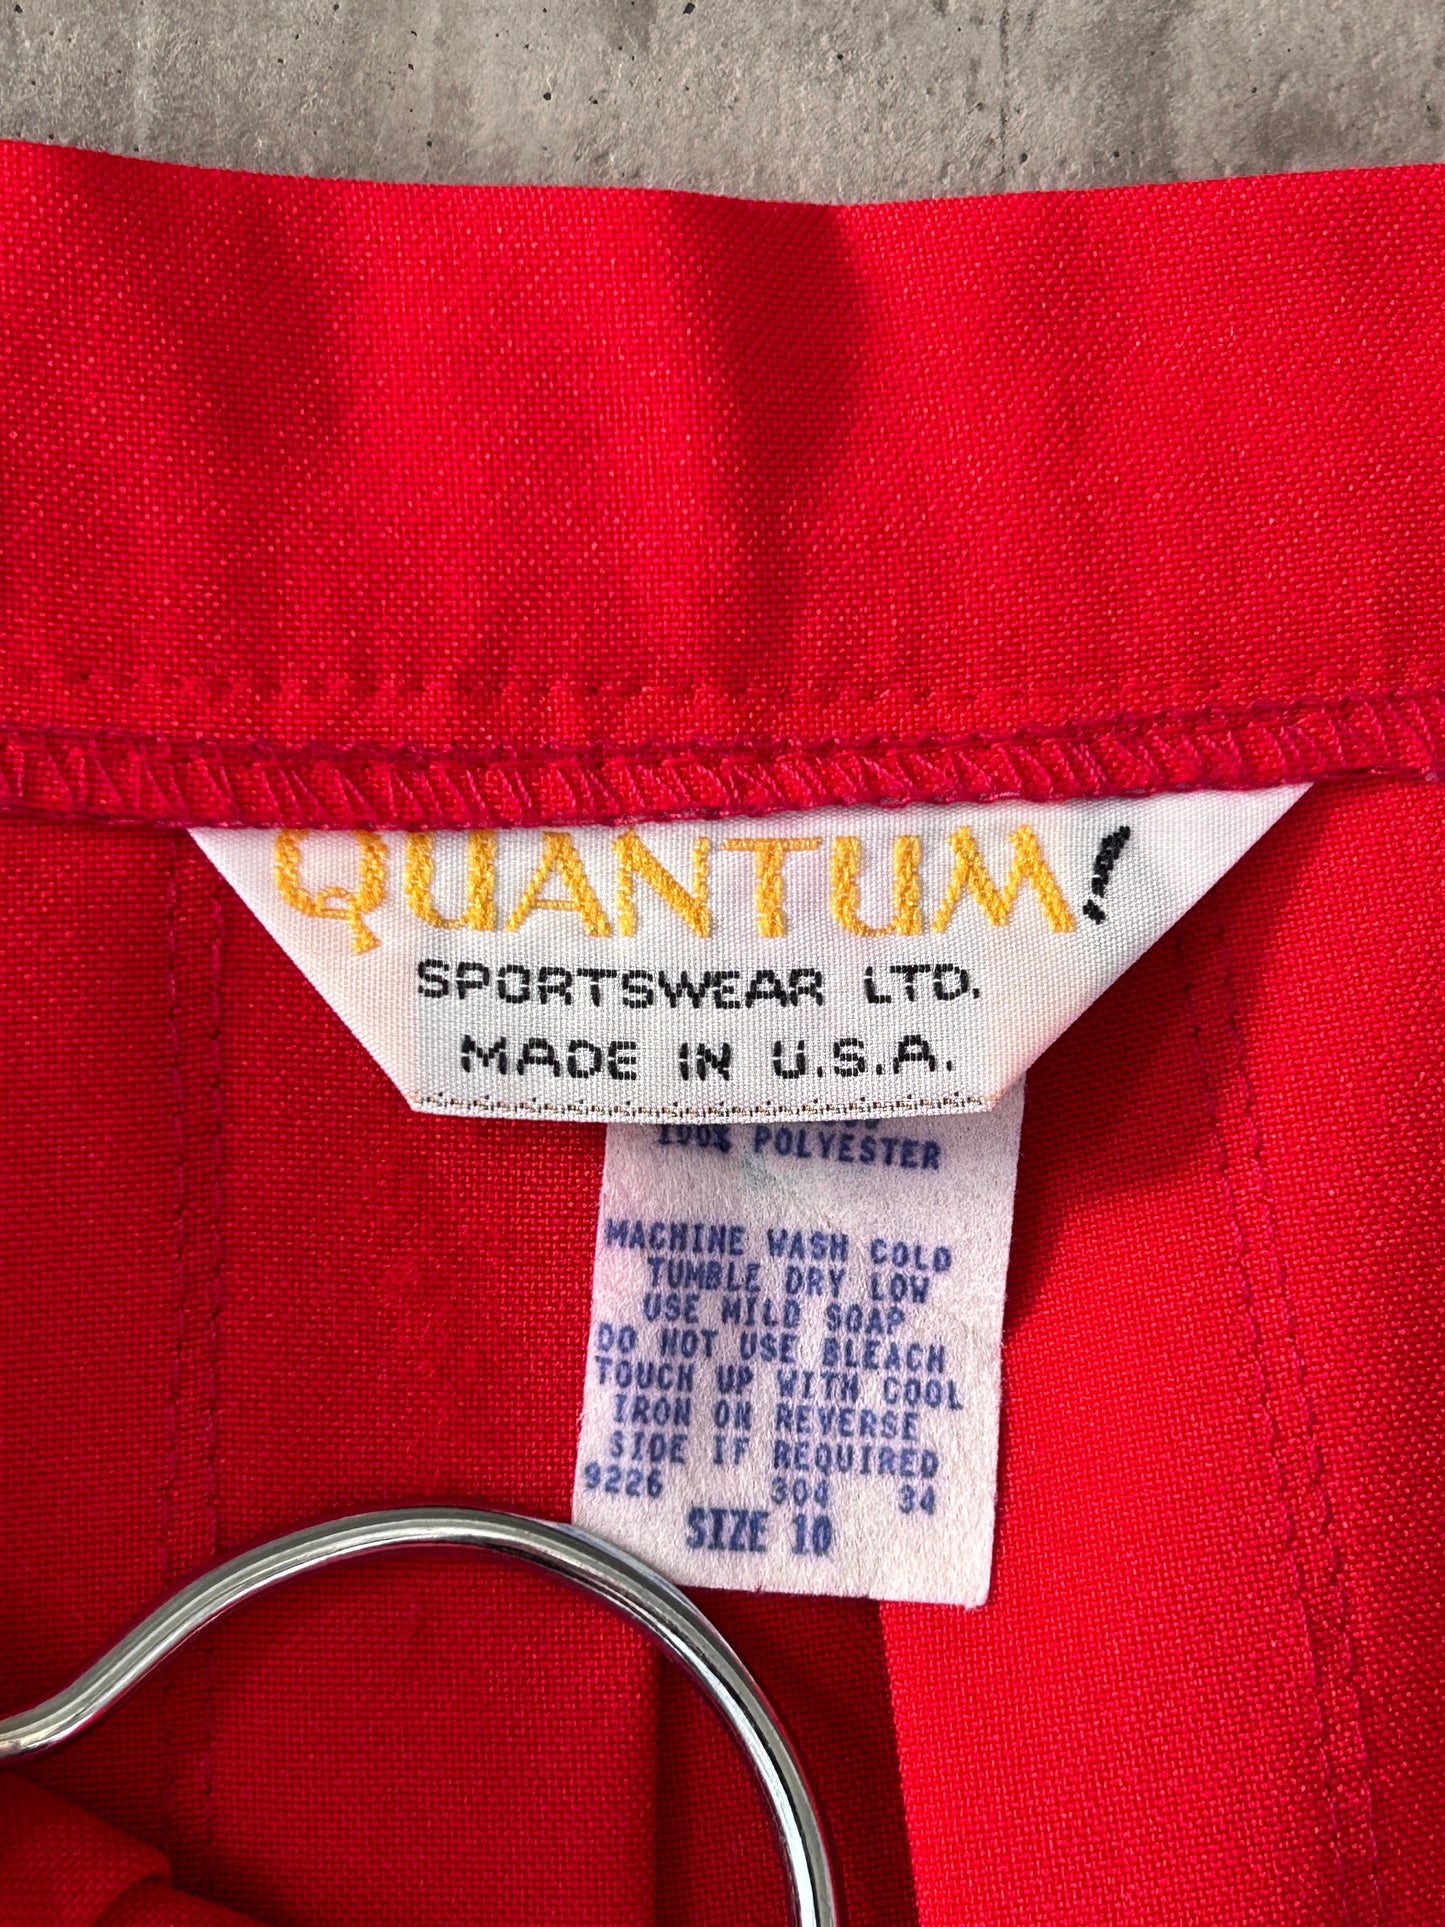 QUANTUM!
SPORTSWEAR LTD.
MADE IN U.S.A.
100% POLYESTER
MACHINE WASH COLD
TUMBLE DRY LOW
USE MILD SOAP
DO NOT USE BLEACH
TOUCH UP WITH COOL
IRON ON REVERSE
SIDE IF REQUIRED
9226 304 34
SIZE 10